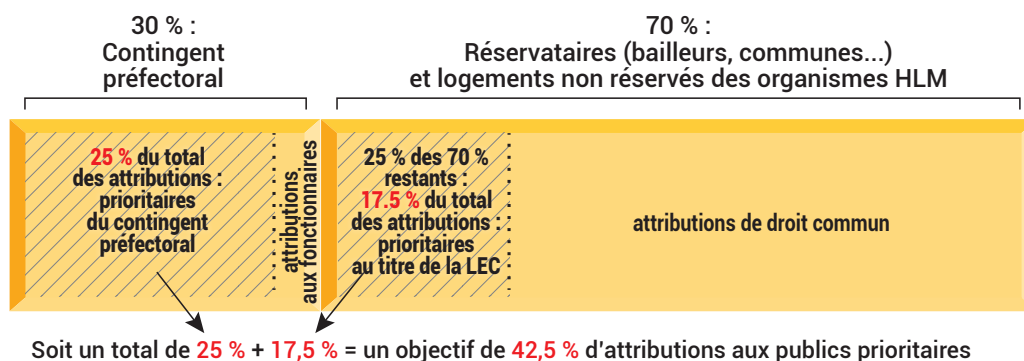 30 % :
Contingent
préfectoral
70 % :
Réservataires (bailleurs, communes...)
et logements non réservés des organismes HLM
25 % du total
des attributions :
prioritaires
du contingent
préfectoral
attributions
aux fonctionnaires
25 % des 70 %
restants :
17.5 % du total
des attributions :
prioritaires
au titre de la LEC
attributions de droit commun
Soit un total de 25 % + 17,5 % = un objectif de 42,5 % d'attributions aux publics prioritaires